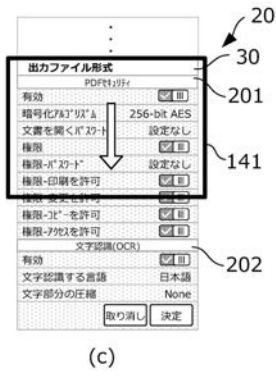 20
出力ファイル形式
30
PDFセキュリティ
201
有効
暗号化アルゴリズム 256-bit AES
文書を開くパスワード 設定なし
権限
141
権限-パスワード 設定なし
権限-印刷を許可
権限-変更を許可
権限-コピーを許可
権限-アクセスを許可
文字認識(OCR)
202
有効
文字認識する言語 日本語
文字部分の圧縮 None
取り消し 決定
(c)